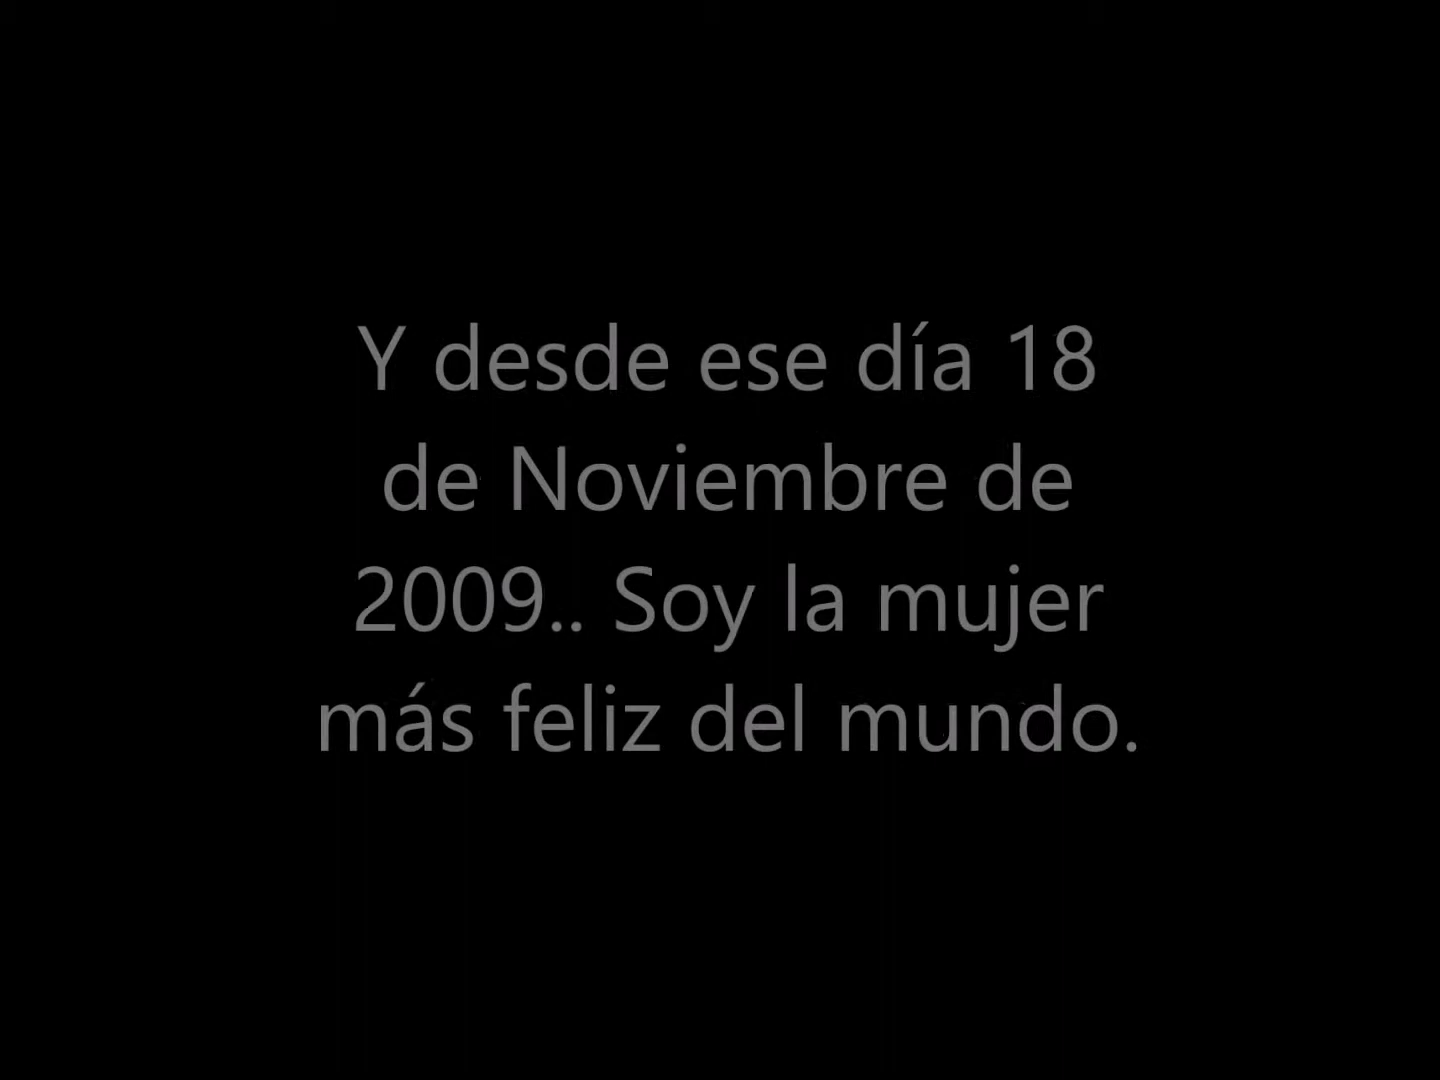 Y desde ese día 18
de Noviembre de
2009.. Soy la mujer
más feliz del mundo.